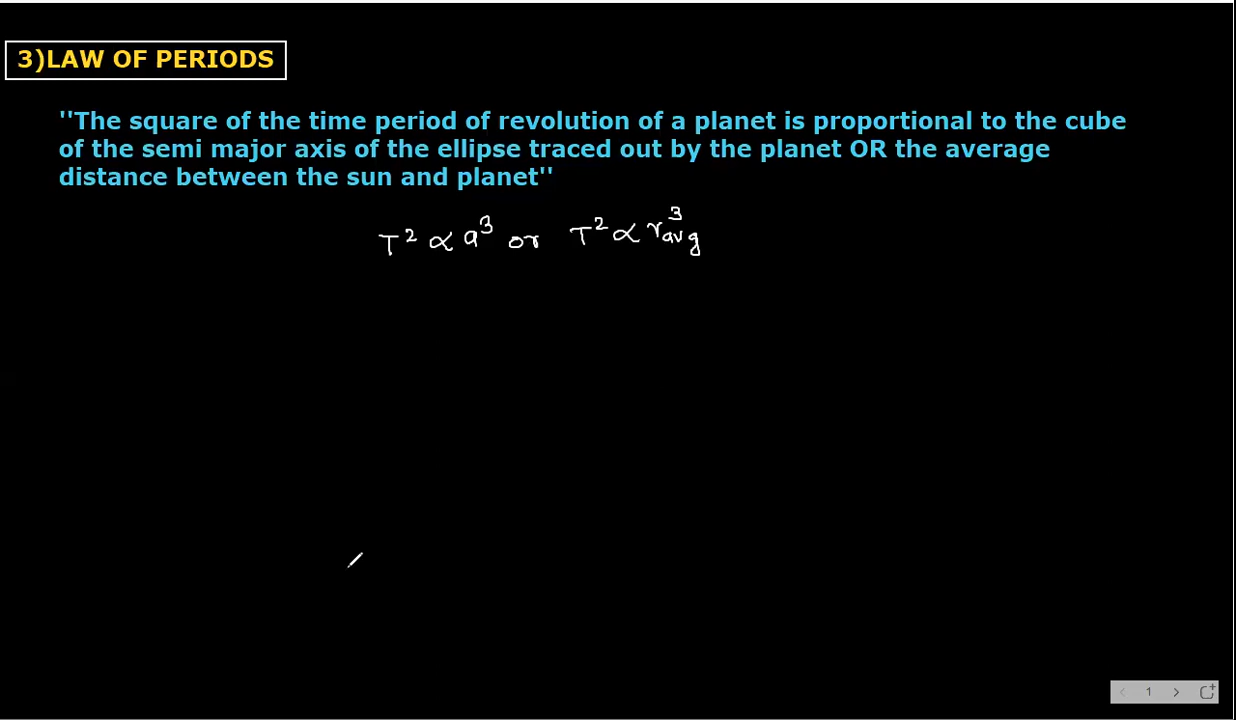 3)LAW OF PERIODS
''The square of the time period of revolution of a planet is proportional to the cube
of the semi major axis of the ellipse traced out by the planet OR the average
distance between the sun and planet''
T² ∝ a³ or T² ∝ r³avg
1